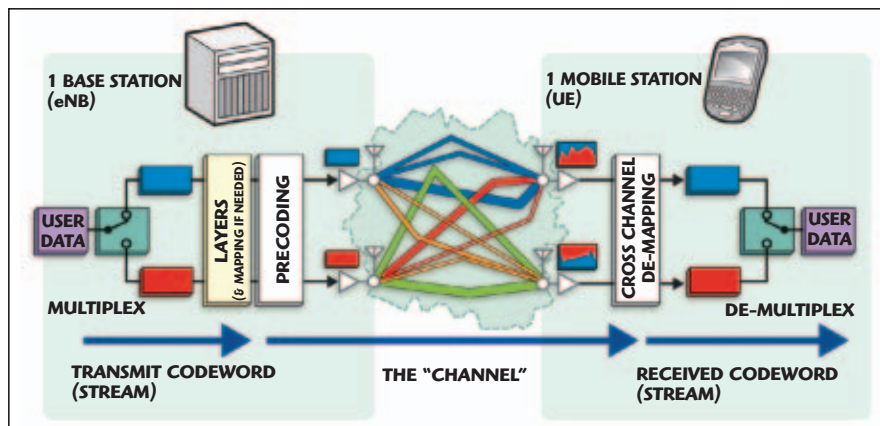 1 BASE STATION
(eNB)
1 MOBILE STATION
(UE)
USER
DATA
MULTIPLEX
LAYERS
(& MAPPING IF NEEDED)
PRECODING
CROSS CHANNEL
DE-MAPPING
USER
DATA
DE-MULTIPLEX
TRANSMIT CODEWORD
(STREAM)
THE "CHANNEL"
RECEIVED CODEWORD
(STREAM)